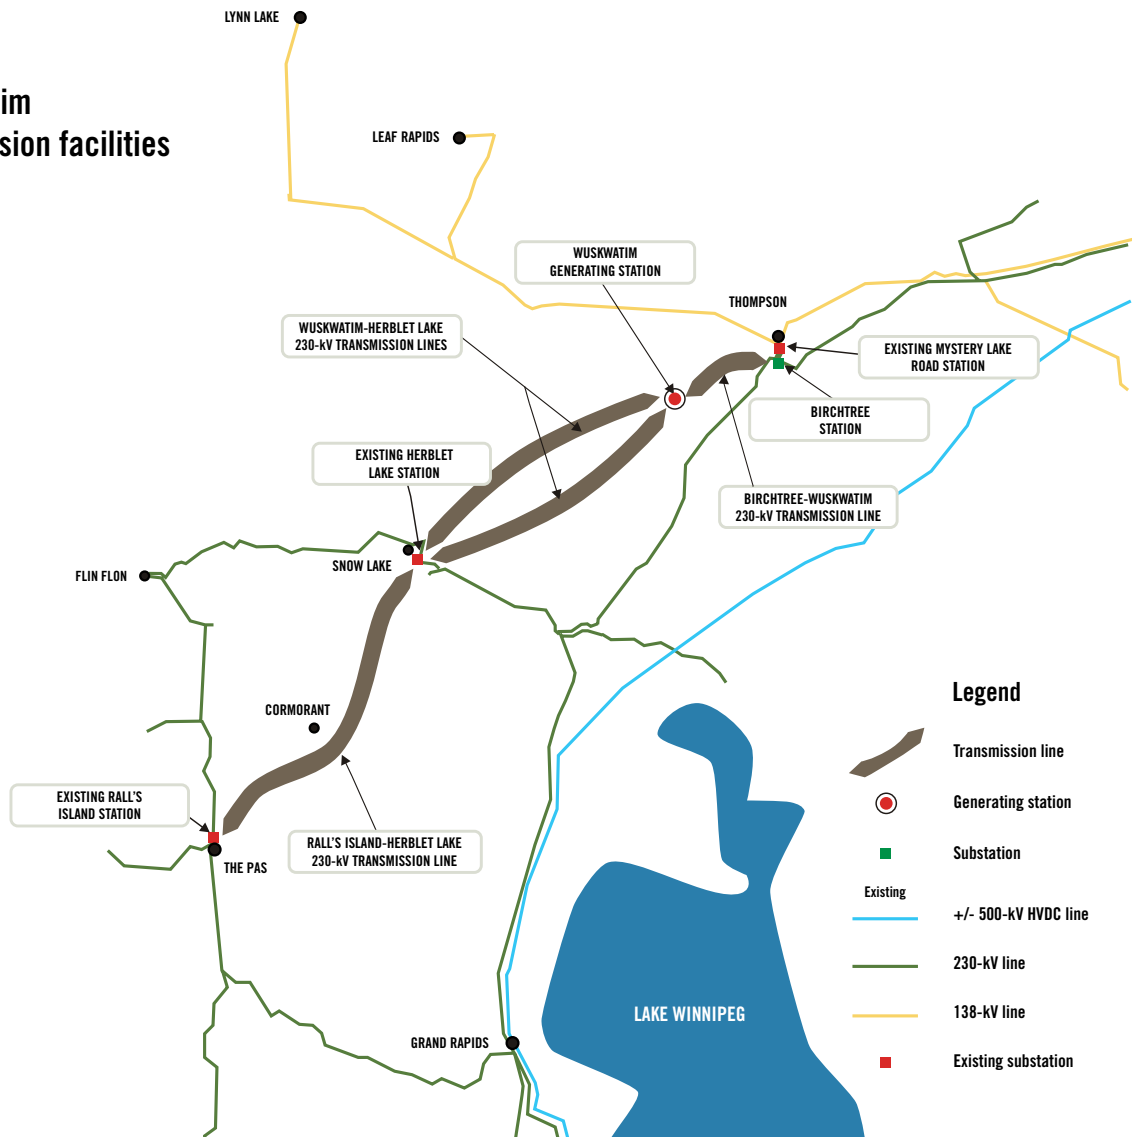 LYNN LAKE
im
sion facilities
LEAF RAPIDS
WUSKWATIM
GENERATING STATION
THOMPSON
WUSKWATIM-HERBLET LAKE
230-kV TRANSMISSION LINES
EXISTING MYSTERY LAKE
ROAD STATION
BIRCHTREE
STATION
EXISTING HERBLET
LAKE STATION
BIRCHTREE-WUSKWATIM
230-kV TRANSMISSION LINE
SNOW LAKE
FLIN FLON
CORMORANT
EXISTING RALL'S
ISLAND STATION
RALL'S ISLAND-HERBLET LAKE
230-kV TRANSMISSION LINE
THE PAS
GRAND RAPIDS
LAKE WINNIPEG
Legend
Transmission line
Generating station
Substation
Existing
+/- 500-kV HVDC line
230-kV line
138-kV line
Existing substation